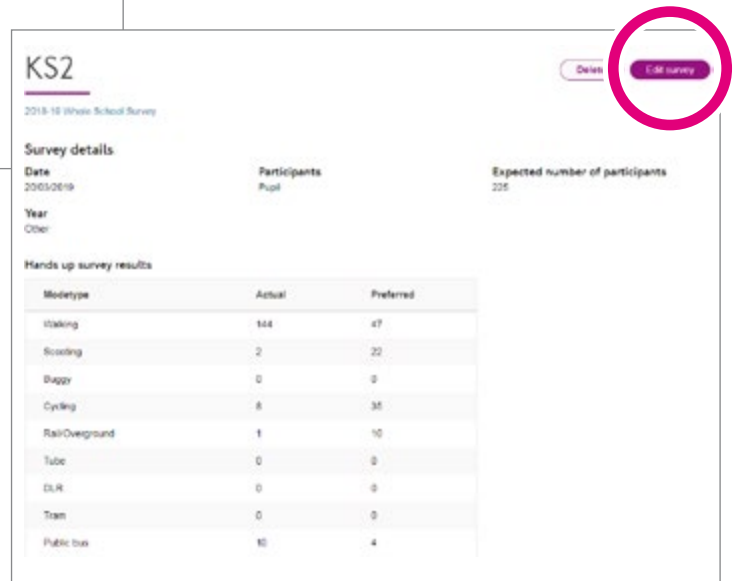 KS2
Edit survey
2018-19 Whole School Survey
Survey details
Date Participants Expected number of participants
20/03/2019 Pupil 225
Year
Other
Hands up survey results
Modetype Actual Preferred
Walking 144 47
Scooting 2 22
Buggy 0 0
Cycling 8 35
Rail/Overground 1 10
Tube 0 0
DLR 0 0
Tram 0 0
Public bus 10 4